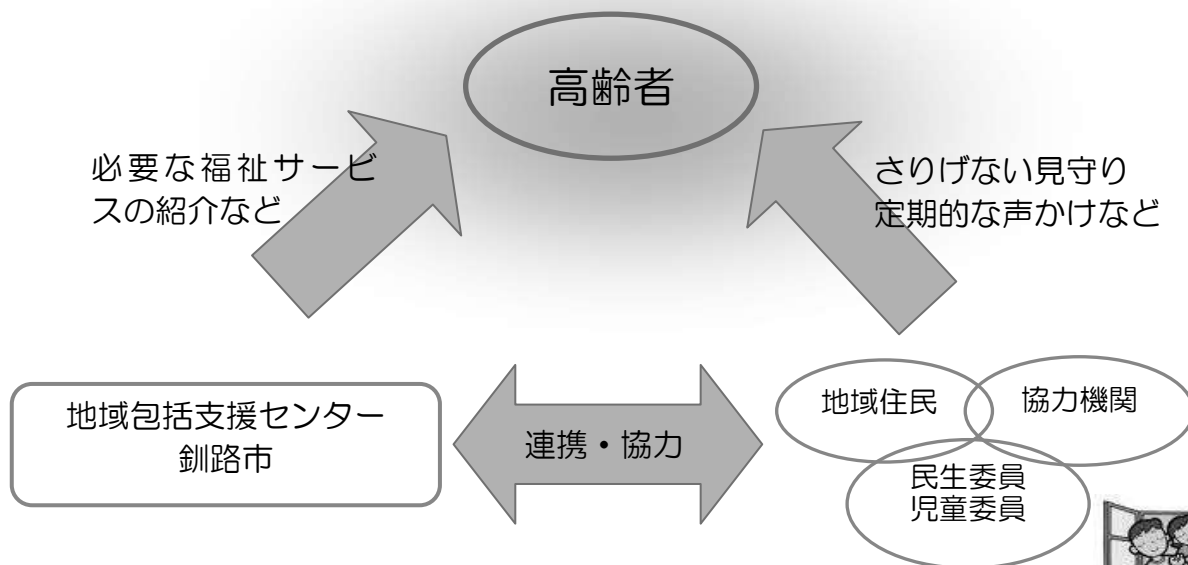 高齢者
必要な福祉サービ
スの紹介など
さりげない見守り
定期的な声かけなど
地域包括支援センター
釧路市
連携・協力
地域住民
協力機関
民生委員
児童委員